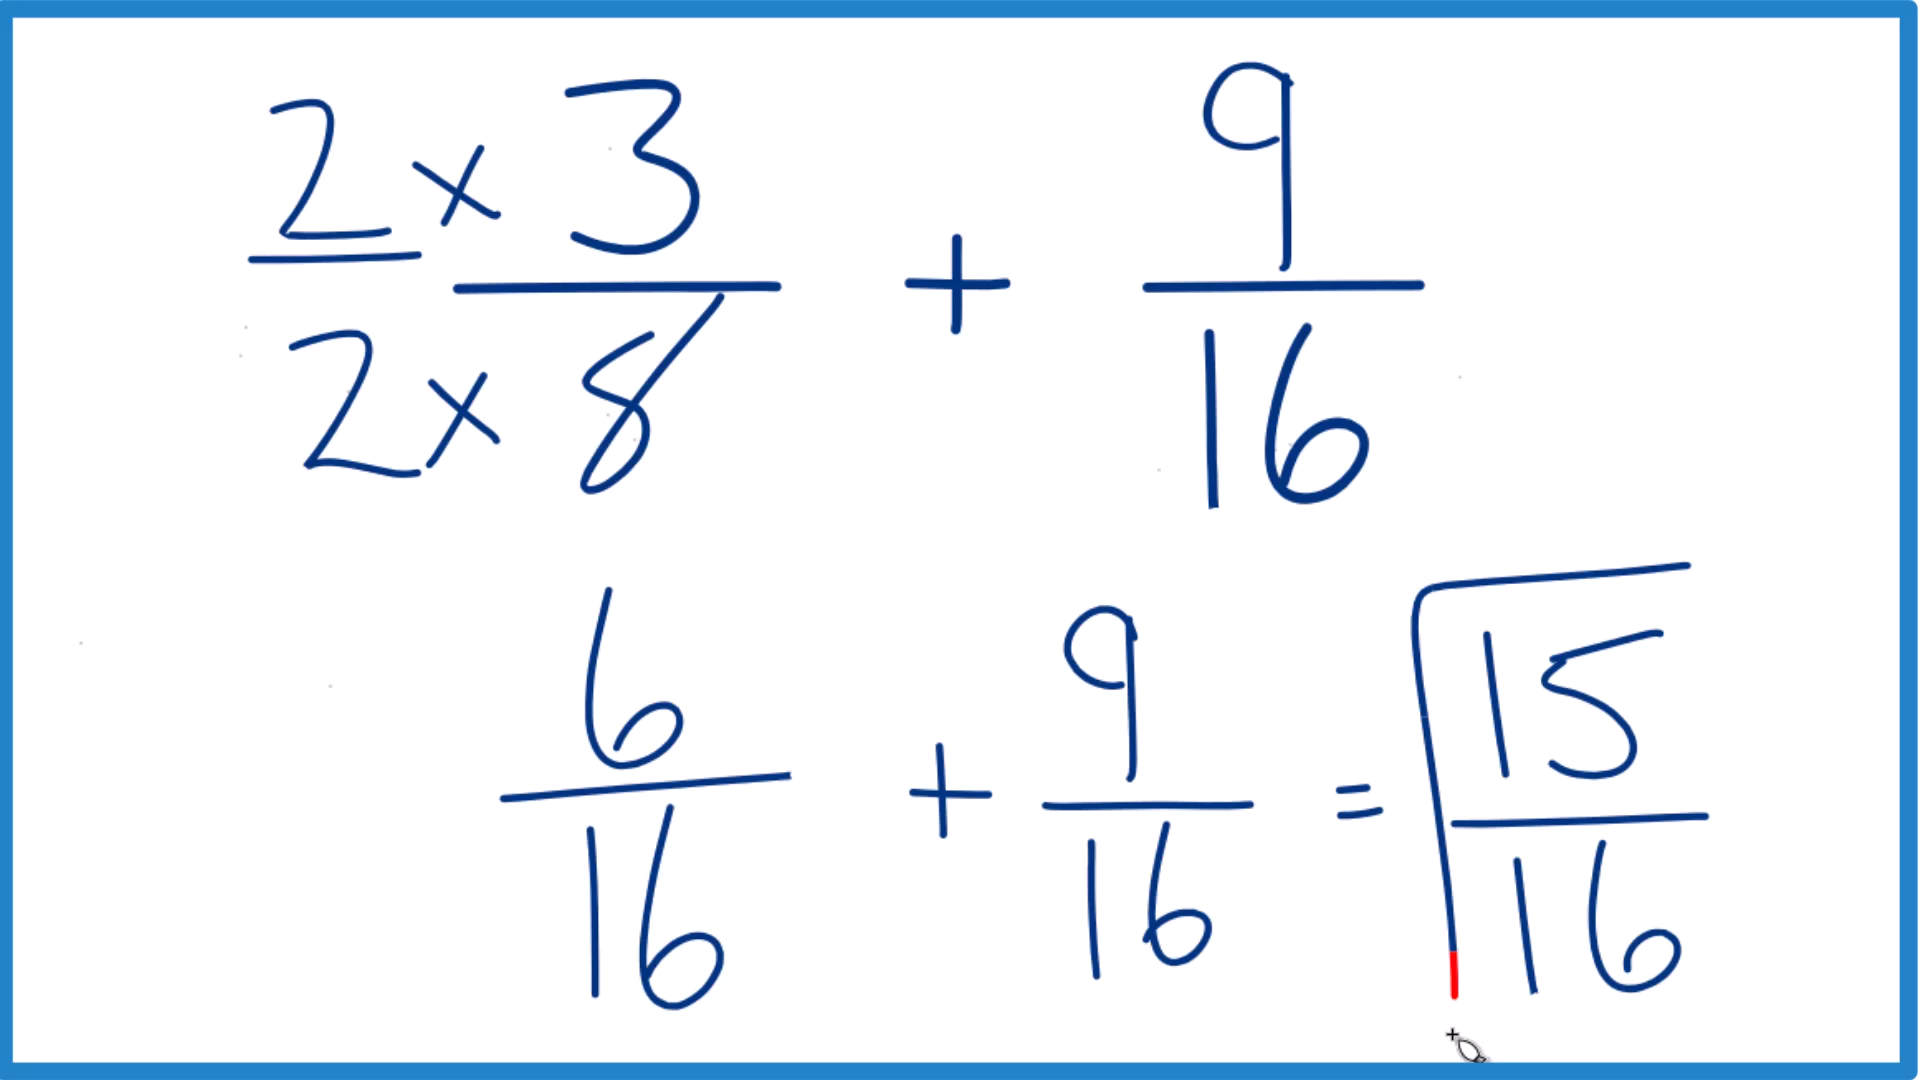 2 × 3 / 2 × 8 + 9 / 16
6 / 16 + 9 / 16 = 15 / 16